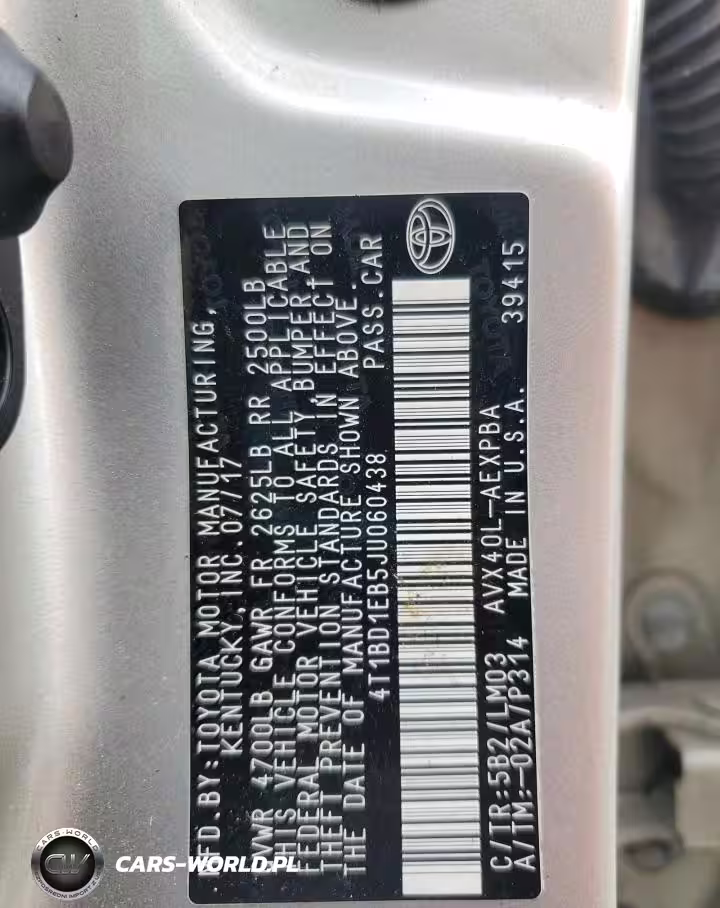 MFD.BY:TOYOTA MOTOR MANUFACTURING,
KENTUCKY, INC. 07/17
GVWR 4700LB GAWR FR 2625LB RR 2500LB
THIS VEHICLE CONFORMS TO ALL APPLICABLE
FEDERAL MOTOR VEHICLE SAFETY, BUMPER, AND
THEFT PREVENTION STANDARDS IN EFFECT ON
THE DATE OF MANUFACTURE SHOWN ABOVE.
4T1BD1EB5JU060438 PASS.CAR
C/TR:5B2/LM03 AVX40L-AEXPBA
A/TM:-02A7P314 MADE IN U.S.A. 39415
CARS-WORLD.PL